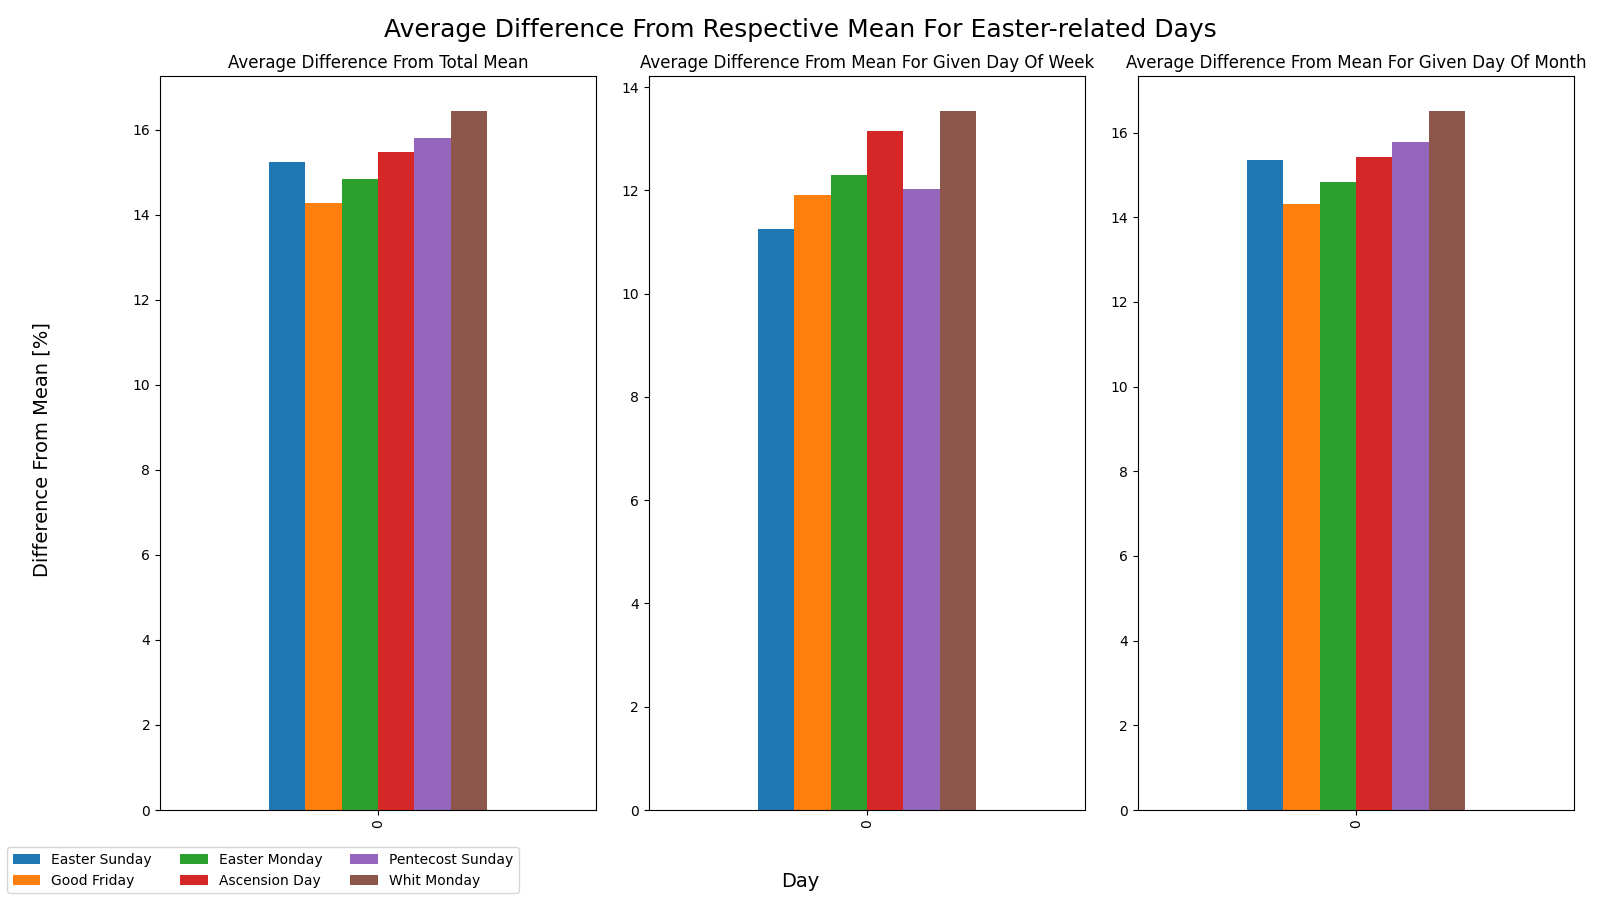 Average Difference From Respective Mean For Easter-related Days
Average Difference From Total Mean
Average Difference From Mean For Given Day Of Week
Average Difference From Mean For Given Day Of Month
Difference From Mean [%]
16
14
12
10
8
6
4
2
0
0
14
12
10
8
6
4
2
0
0
16
14
12
10
8
6
4
2
0
0
Easter Sunday
Good Friday
Easter Monday
Ascension Day
Pentecost Sunday
Whit Monday
Day